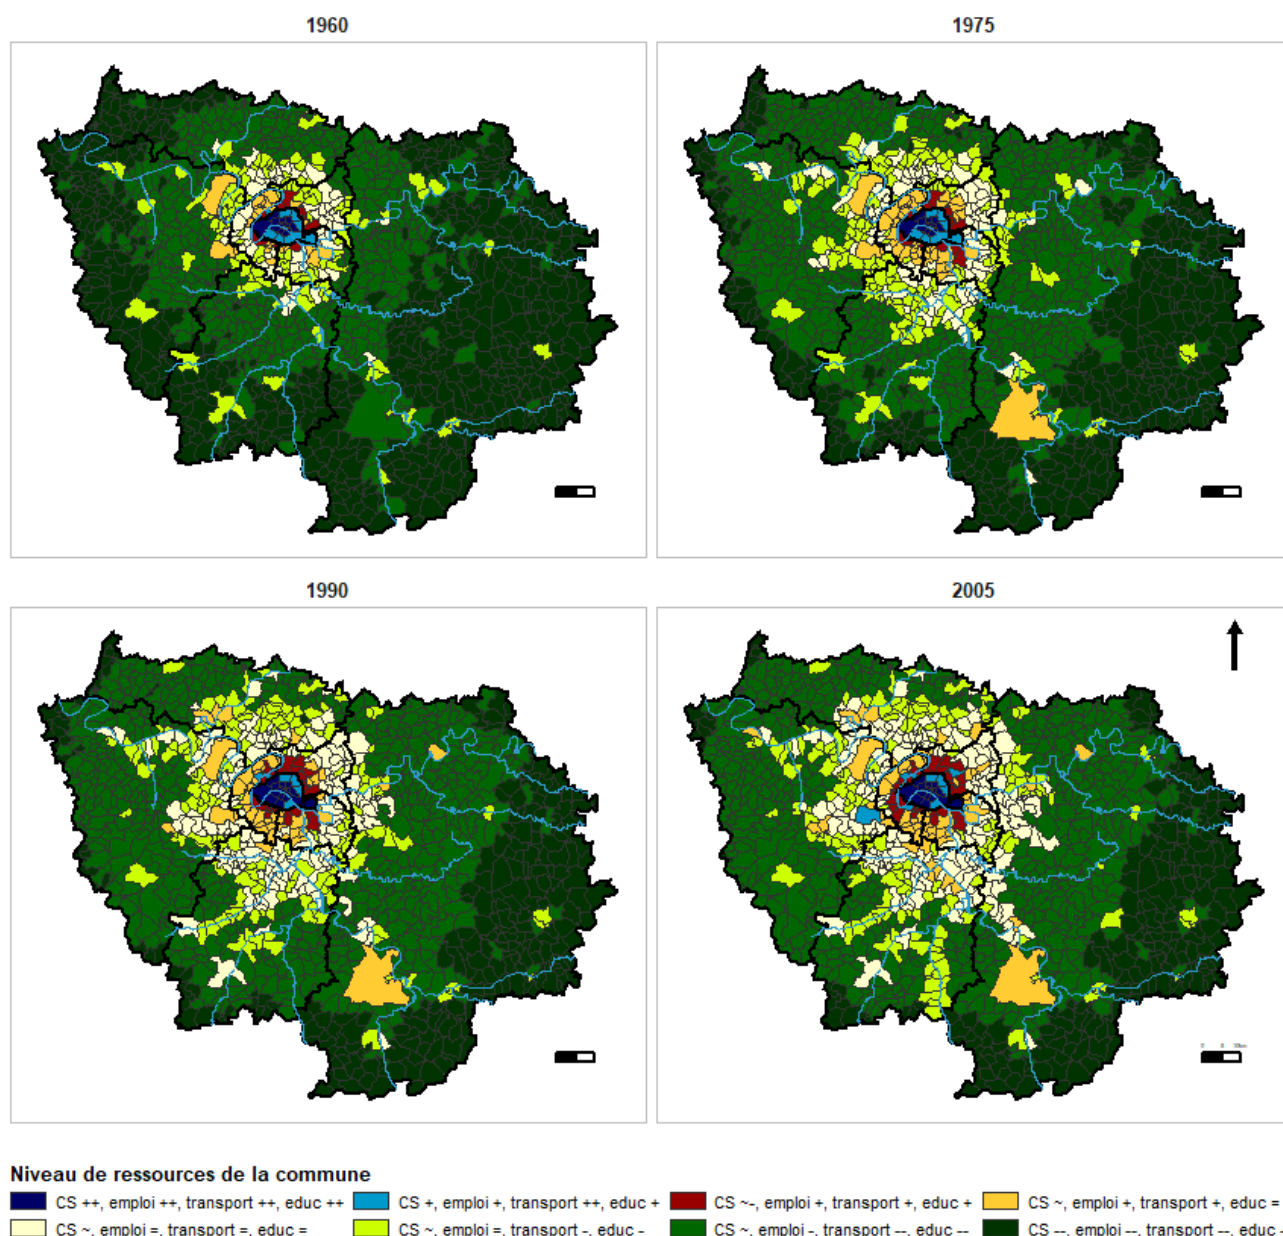 1960
1975
1990
2005
Niveau de ressources de la commune
CS ++, emploi ++, transport ++, educ ++
CS +, emploi +, transport ++, educ +
CS ~-, emploi +, transport +, educ +
CS ~, emploi +, transport +, educ =
CS ~, emploi =, transport =, educ =
CS ~, emploi =, transport -, educ -
CS ~, emploi -, transport --, educ --
CS --, emploi --, transport --, educ -